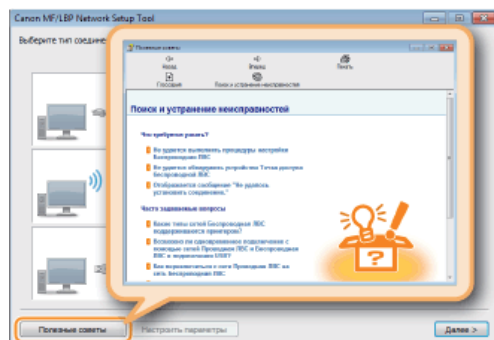 Canon MF/LBP Network Setup Tool
Выберите тип соедине
Полезные советы
Назад
Вперед
Печать
Глоссарий
Поиск и устранение неисправностей
Поиск и устранение неисправностей
Что требуется узнать?
Не удается выполнить процедуры настройки
Беспроводная ЛВС
Не удается обнаружить устройство Точка доступа
беспроводной ЛВС
Отображается сообщение "Не удалось
установить соединение."
Часто задаваемые вопросы
Какие типы сетей Беспроводная ЛВС
поддерживаются принтером?
Возможно ли одновременное подключение с
помощью сетей Проводная ЛВС и Беспроводная
ЛВС и подключения USB?
Как переключиться с сети Проводная ЛВС на
сеть Беспроводная ЛВС
?
Полезные советы
Настроить параметры
Далее >